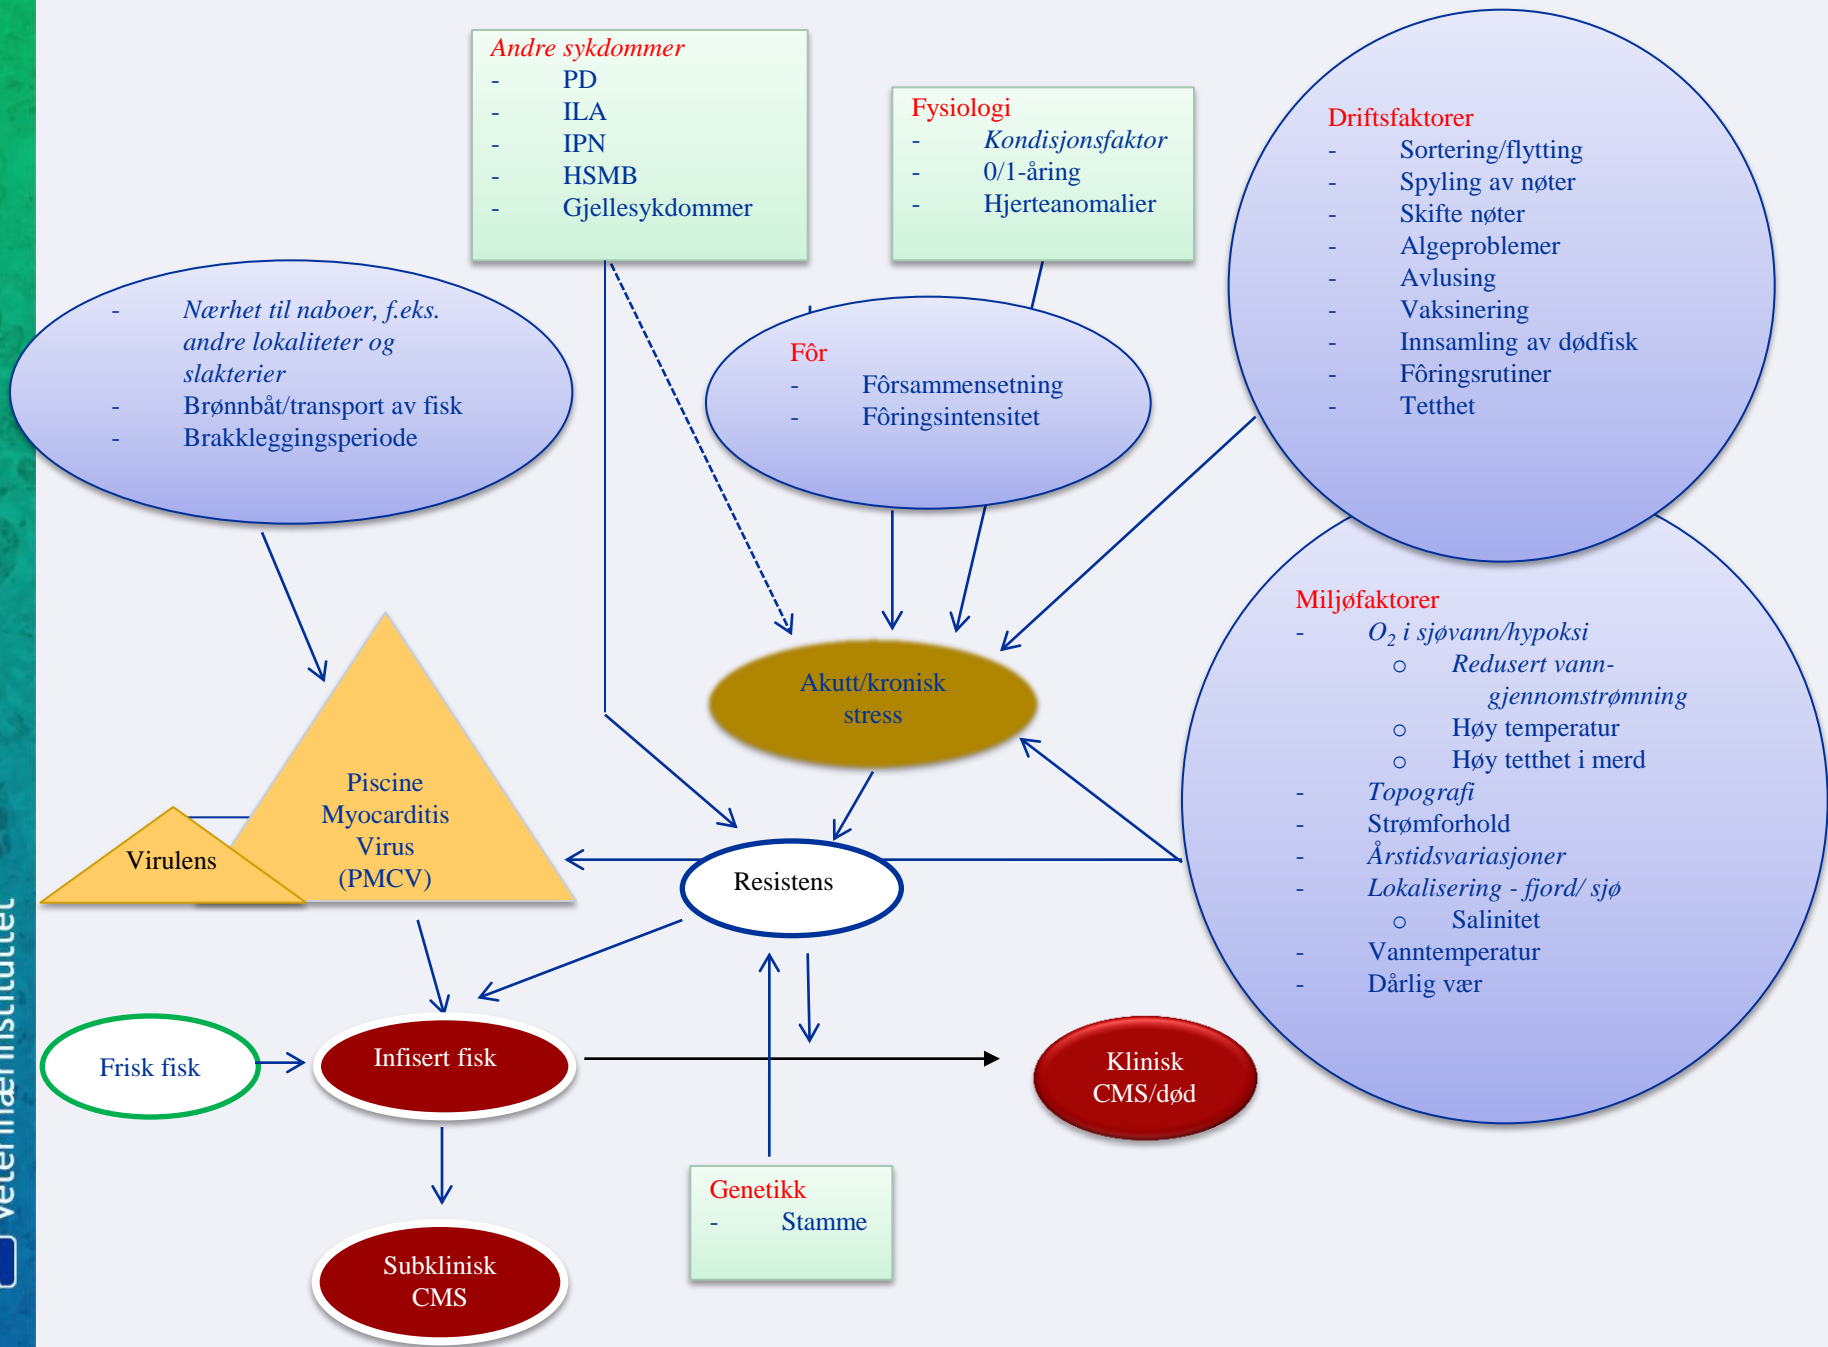 Andre sykdommer
- PD
- ILA
- IPN
- HSMB
- Gjellesykdommer
Fysiologi
- Kondisjonsfaktor
- 0/1-åring
- Hjerteanomalier
Driftsfaktorer
- Sortering/flytting
- Spyling av nøter
- Skifte nøter
- Algeproblemer
- Avlusing
- Vaksinering
- Innsamling av dødfisk
- Fôringsrutiner
- Tetthet
- Nærhet til naboer, f.eks.
andre lokaliteter og
slakterier
- Brønnbåt/transport av fisk
- Brakkleggingsperiode
Fôr
- Fôrsammensetning
- Fôringsintensitet
Miljøfaktorer
- O2 i sjøvann/hypoksi
o Redusert vann-
gjennomstrømning
o Høy temperatur
o Høy tetthet i merd
- Topografi
- Strømforhold
- Årstidsvariasjoner
- Lokalisering - fjord/ sjø
o Salinitet
- Vanntemperatur
- Dårlig vær
Akutt/kronisk
stress
Piscine
Myocarditis
Virus
(PMCV)
Virulens
Resistens
Frisk fisk
Infisert fisk
Klinisk
CMS/død
Genetikk
- Stamme
Subklinisk
CMS
Veterinærinstituttet